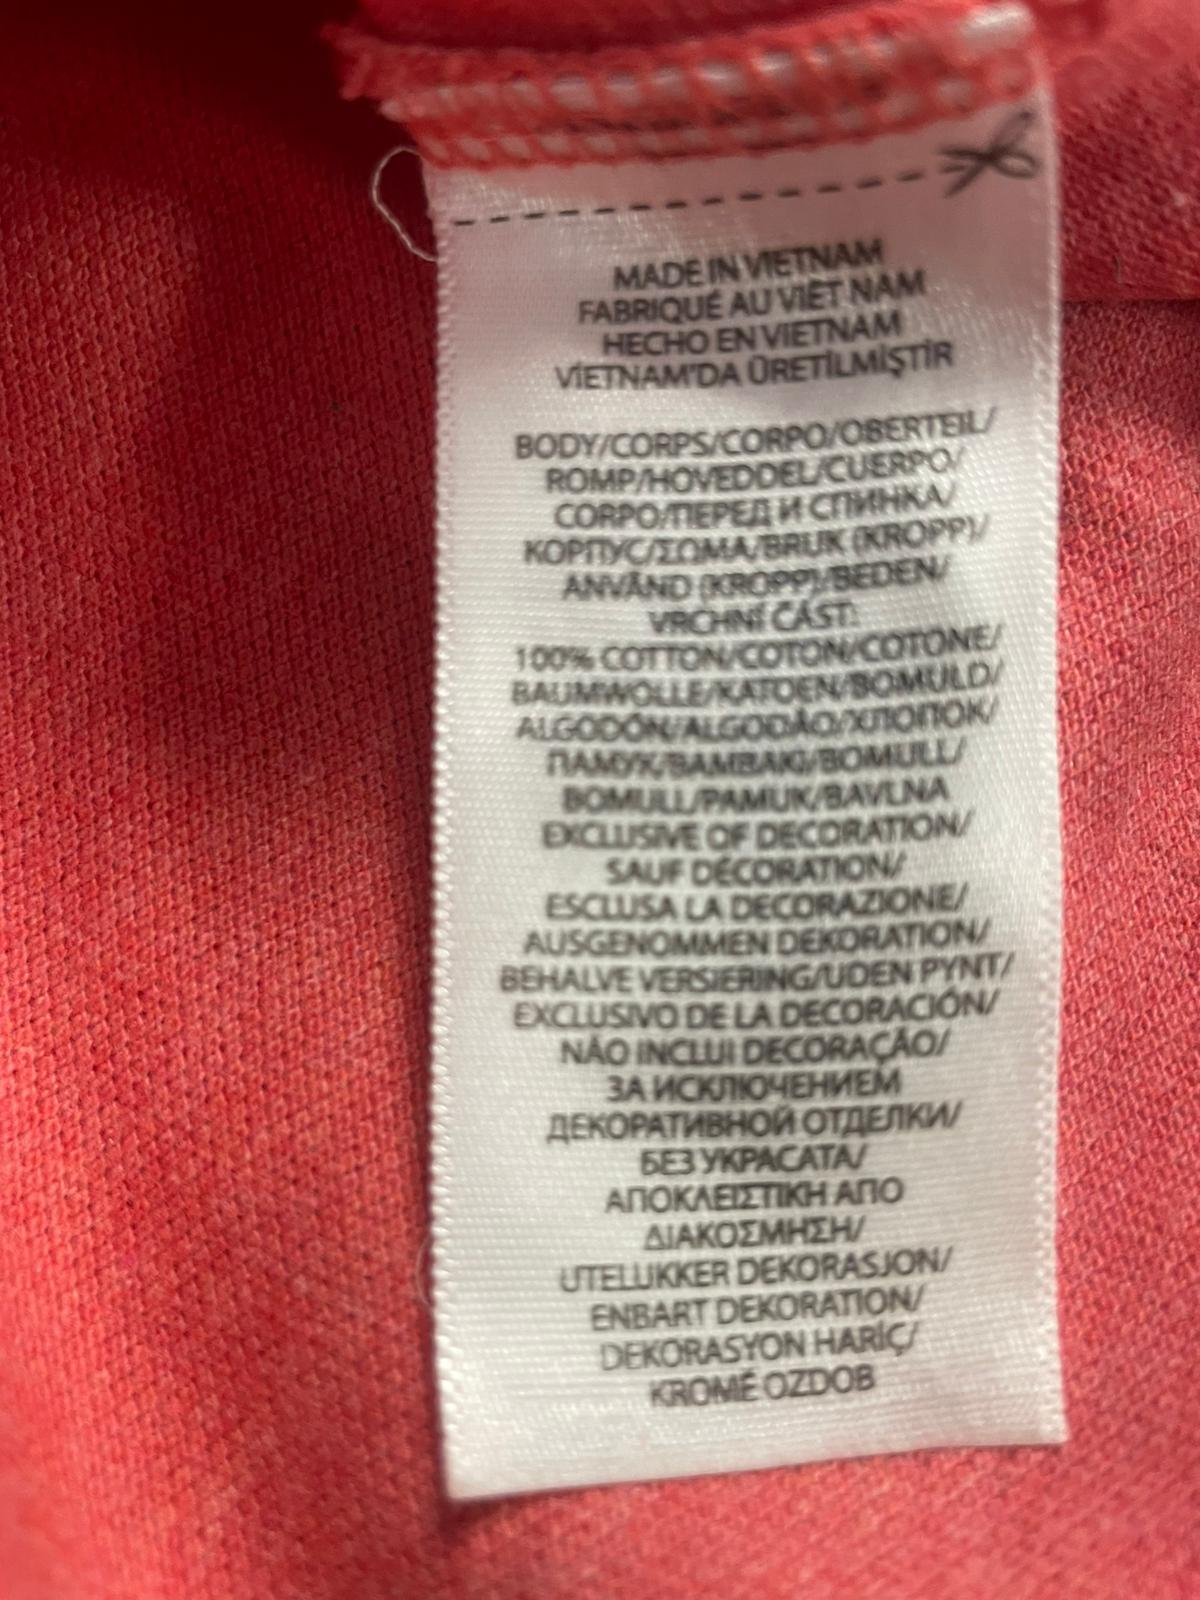 MADE IN VIETNAM
FABRIQUÉ AU VIÊT NAM
HECHO EN VIETNAM
VİETNAM'DA ÜRETİLMİŞTİR
BODY/CORPS/CORPO/OBERTEIL/
ROMP/HOVEDDEL/CUERPO/
CORPO/ПЕРЕД И СПИНКА/
КОРПУС/ΣΩΜΑ/BRUK (KROPP)/
ANVÄND (KROPP)/BEDEN/
VRCHNÍ ČÁST:
100% COTTON/COTON/COTONE/
BAUMWOLLE/KATOEN/BOMULD/
ALGODÓN/ALGODÃO/ХЛОПОК/
ПАМУК/ΒΑΜΒΑΚΙ/BOMULL/
BOMULL/PAMUK/BAVLNA
EXCLUSIVE OF DECORATION/
SAUF DÉCORATION/
ESCLUSA LA DECORAZIONE/
AUSGENOMMEN DEKORATION/
BEHALVE VERSIERING/UDEN PYNT/
EXCLUSIVO DE LA DECORACIÓN/
NÃO INCLUI DECORAÇÃO/
ЗА ИСКЛЮЧЕНИЕМ
ДЕКОРАТИВНОЙ ОТДЕЛКИ/
БЕЗ УКРАСАТА/
ΑΠΟΚΛΕΙΣΤΙΚΗ ΑΠΟ
ΔΙΑΚΟΣΜΗΣΗ/
UTELUKKER DEKORASJON/
ENBART DEKORATION/
DEKORASYON HARİÇ/
KROMĚ OZDOB